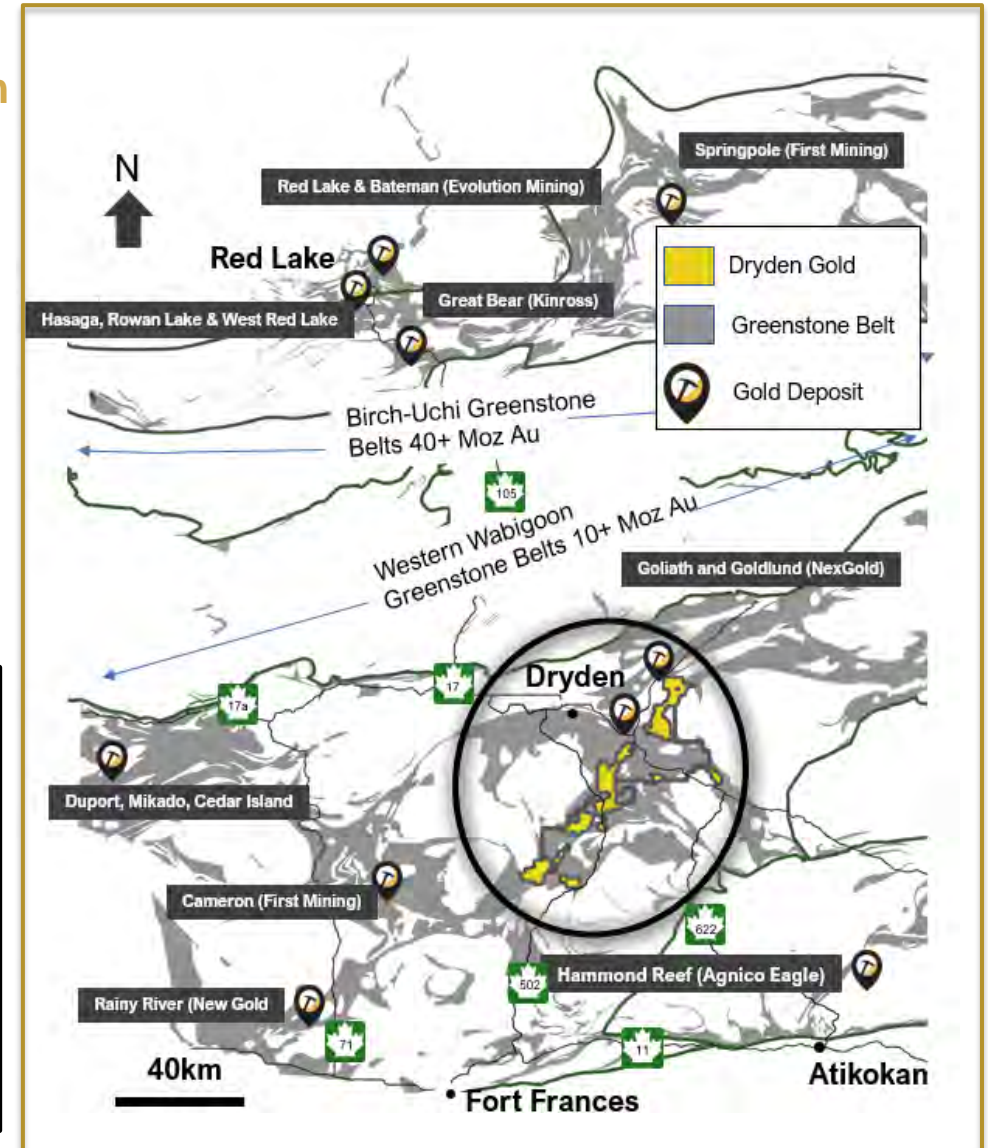 n
Springpole (First Mining)
N
Red Lake & Bateman (Evolution Mining)
Red Lake
Dryden Gold
Great Bear (Kinross)
Hasaga, Rowan Lake & West Red Lake
Greenstone Belt
Gold Deposit
Birch-Uchi Greenstone
Belts 40+ Moz Au
105
Western Wabigoon
Greenstone Belts 10+ Moz Au
Goliath and Goldlund (NexGold)
Dryden
17
17a
Duport, Mikado, Cedar Island
Cameron (First Mining)
622
Hammond Reef (Agnico Eagle)
502
Rainy River (New Gold
71
11
40km
Atikokan
Fort Frances